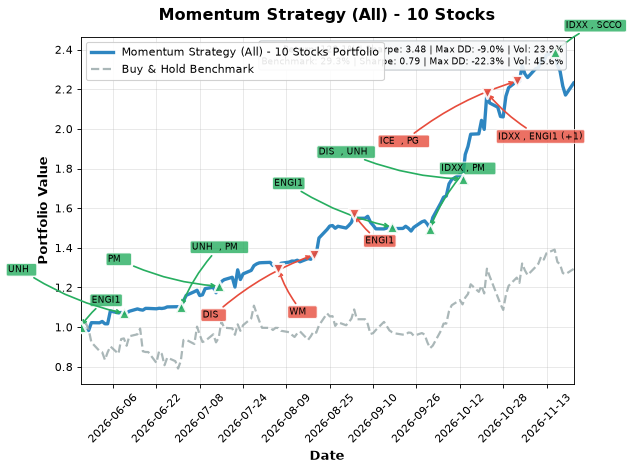 Momentum Strategy (All) - 10 Stocks
IDXX , SCCO
Momentum Strategy (All) - 10 Stocks Portfolio
Buy & Hold Benchmark
Sharpe: 3.48 | Max DD: -9.0% | Vol: 23.9%
Sharpe: 0.79 | Max DD: -22.3% | Vol: 45.6%
ICE , PG
IDXX , ENGI1 (+1)
DIS , UNH
IDXX , PM
ENGI1
ENGI1
UNH , PM
PM
UNH
ENGI1
DIS
WM
Portfolio Value
2.4
2.2
2.0
1.8
1.6
1.4
1.2
1.0
0.8
2026-06-06
2026-06-22
2026-07-08
2026-07-24
2026-08-09
2026-08-25
2026-09-10
2026-09-26
2026-10-12
2026-10-28
2026-11-13
Date